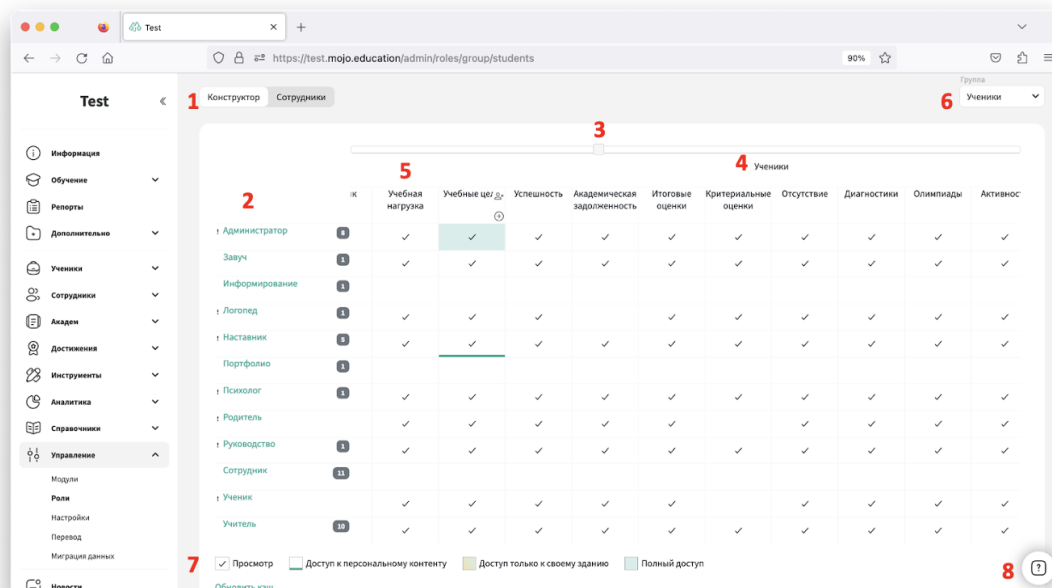 Test
https://test.mojo.education/admin/roles/group/students
90%
Test
1
Конструктор
Сотрудники
Группа
6
Ученики
3
4
Ученики
5
2
ик
Учебная нагрузка
Учебные цел
Успешность
Академическая задолженность
Итоговые оценки
Критериальные оценки
Отсутствие
Диагностики
Олимпиады
Активнос
! Администратор 8
Завуч 1
Информирование 1
! Логопед 1
! Наставник 5
Портфолио 1
! Психолог 1
! Родитель
! Руководство 1
Сотрудник 11
! Ученик
Учитель 10
Информация
Обучение
Репорты
Дополнительно
Ученики
Сотрудники
Академ
Достижения
Инструменты
Аналитика
Справочники
Управление
Модули
Роли
Настройки
Перевод
Миграция данных
Новости
7
Просмотр
Доступ к персональному контенту
Доступ только к своему зданию
Полный доступ
8
?
Обновить кэш